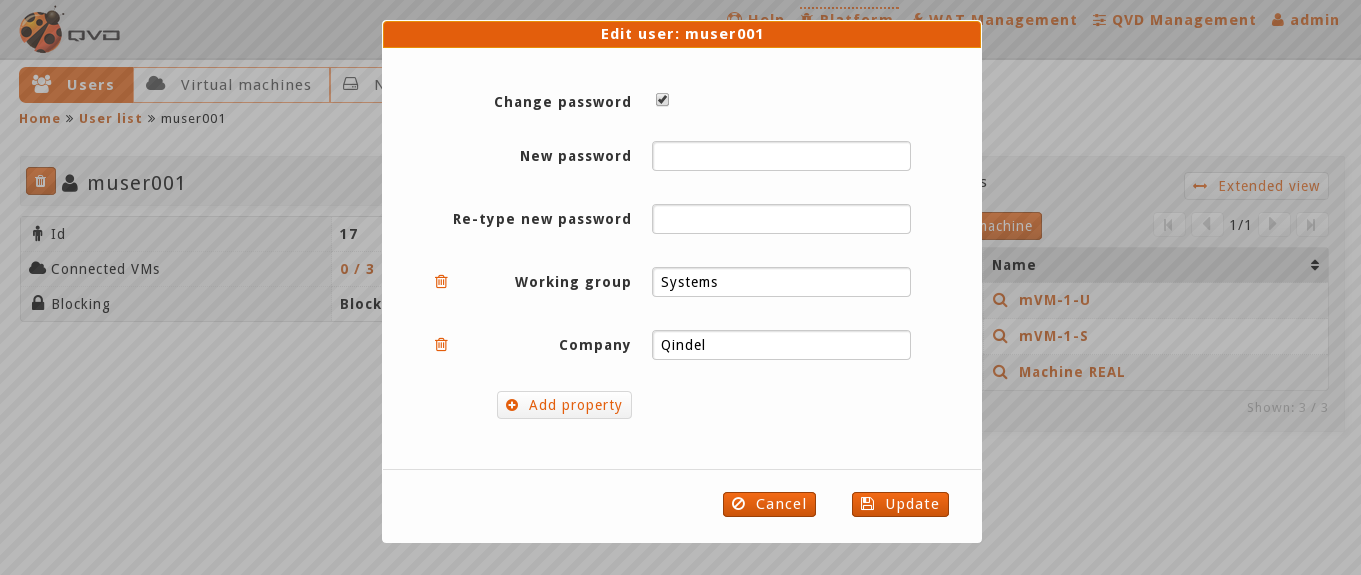 QVD
Help Platform WAT Management QVD Management admin
Users Virtual machines N
Home » User list » muser001
muser001
Id 17
Connected VMs 0 / 3
Blocking Block
Edit user: muser001
Change password
New password
Re-type new password
Working group Systems
Company Qindel
Add property
Cancel Update
s
Extended view
achine 1/1
Name
mVM-1-U
mVM-1-S
Machine REAL
Shown: 3 / 3